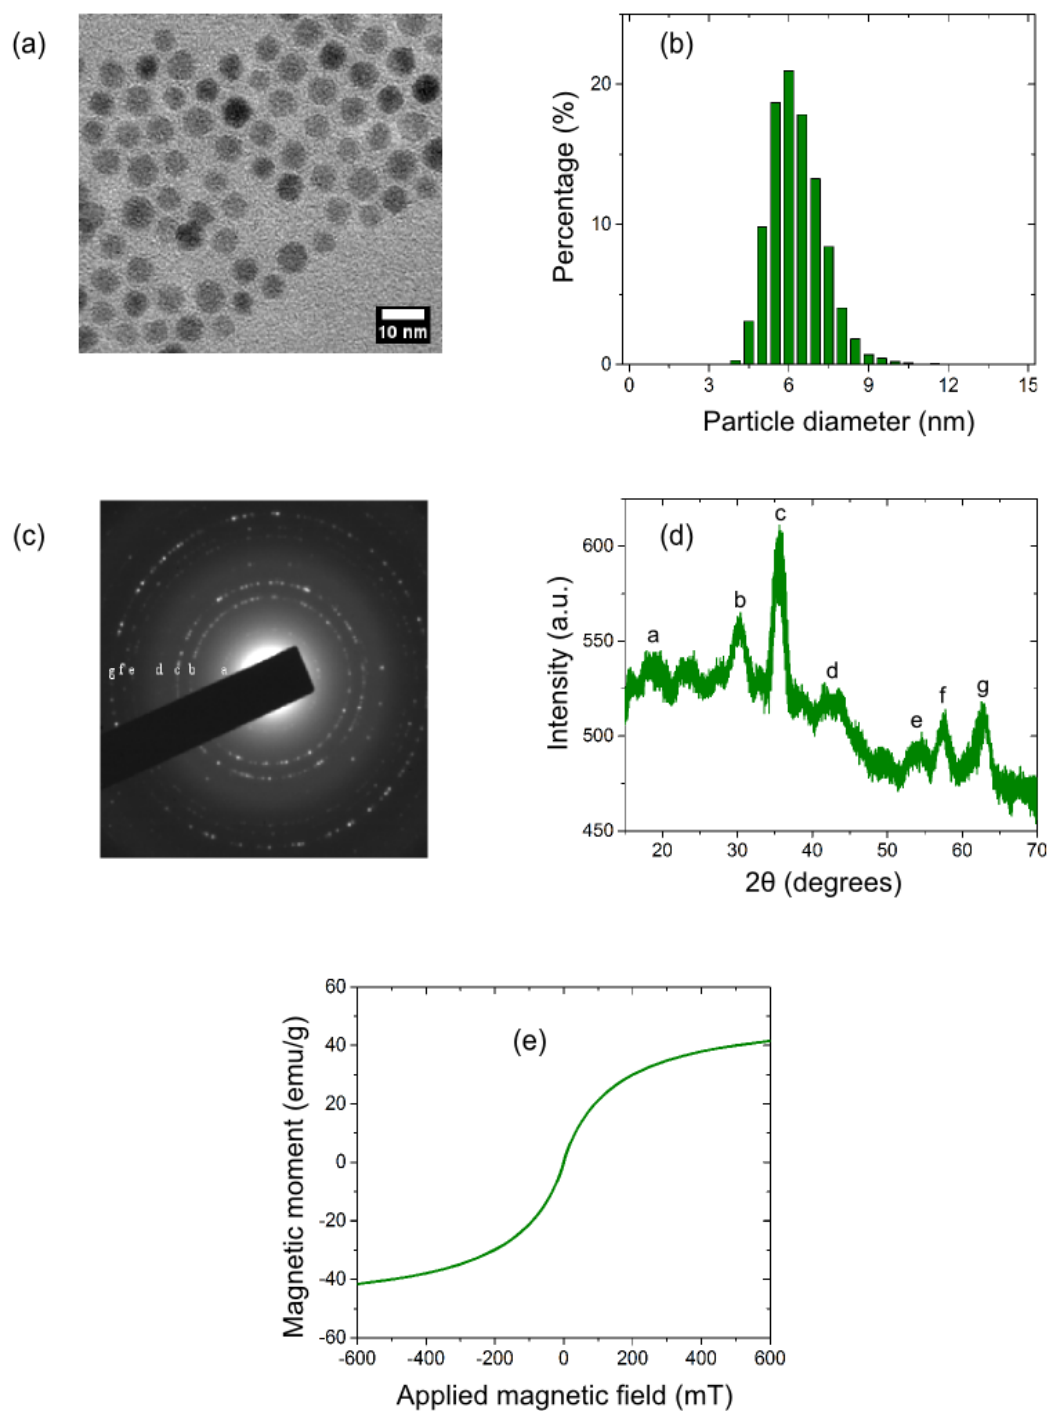 (a)
10 nm
(b)
20
10
0
Percentage (%)
0 3 6 9 12 15
Particle diameter (nm)
(c)
g f e d c b a
(d)
600
550
500
450
Intensity (a.u.)
a b c d e f g
20 30 40 50 60 70
2θ (degrees)
(e)
60
40
20
0
-20
-40
-60
Magnetic moment (emu/g)
-600 -400 -200 0 200 400 600
Applied magnetic field (mT)